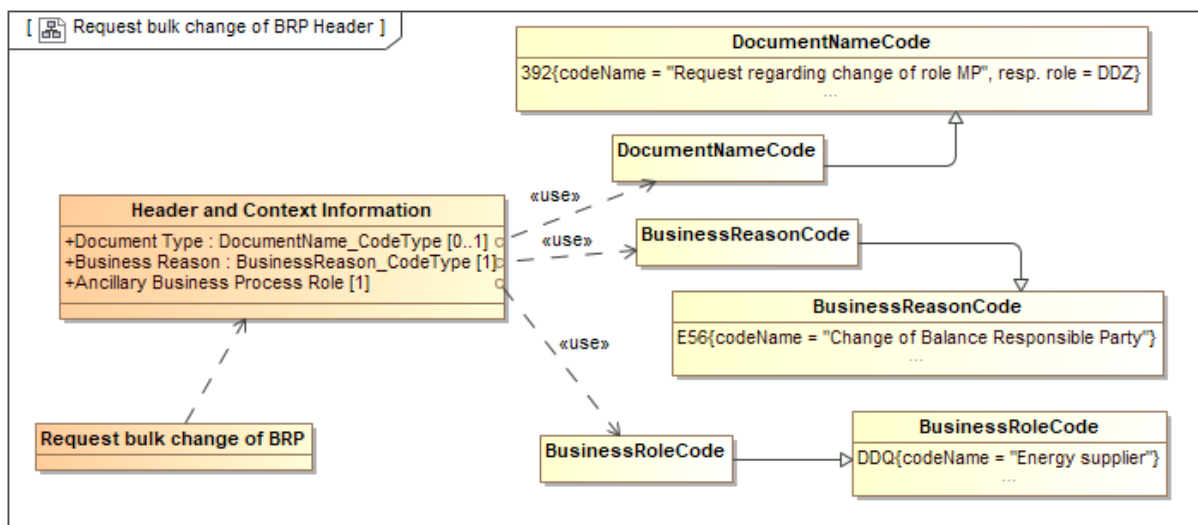 [ Request bulk change of BRP Header ]
DocumentNameCode
392{codeName = "Request regarding change of role MP", resp. role = DDZ}
...
DocumentNameCode
«use»
Header and Context Information
+Document Type : DocumentName_CodeType [0..1]
+Business Reason : BusinessReason_CodeType [1]
+Ancillary Business Process Role [1]
«use»
BusinessReasonCode
BusinessReasonCode
E56{codeName = "Change of Balance Responsible Party"}
...
«use»
Request bulk change of BRP
BusinessRoleCode
BusinessRoleCode
DDQ{codeName = "Energy supplier"}
...